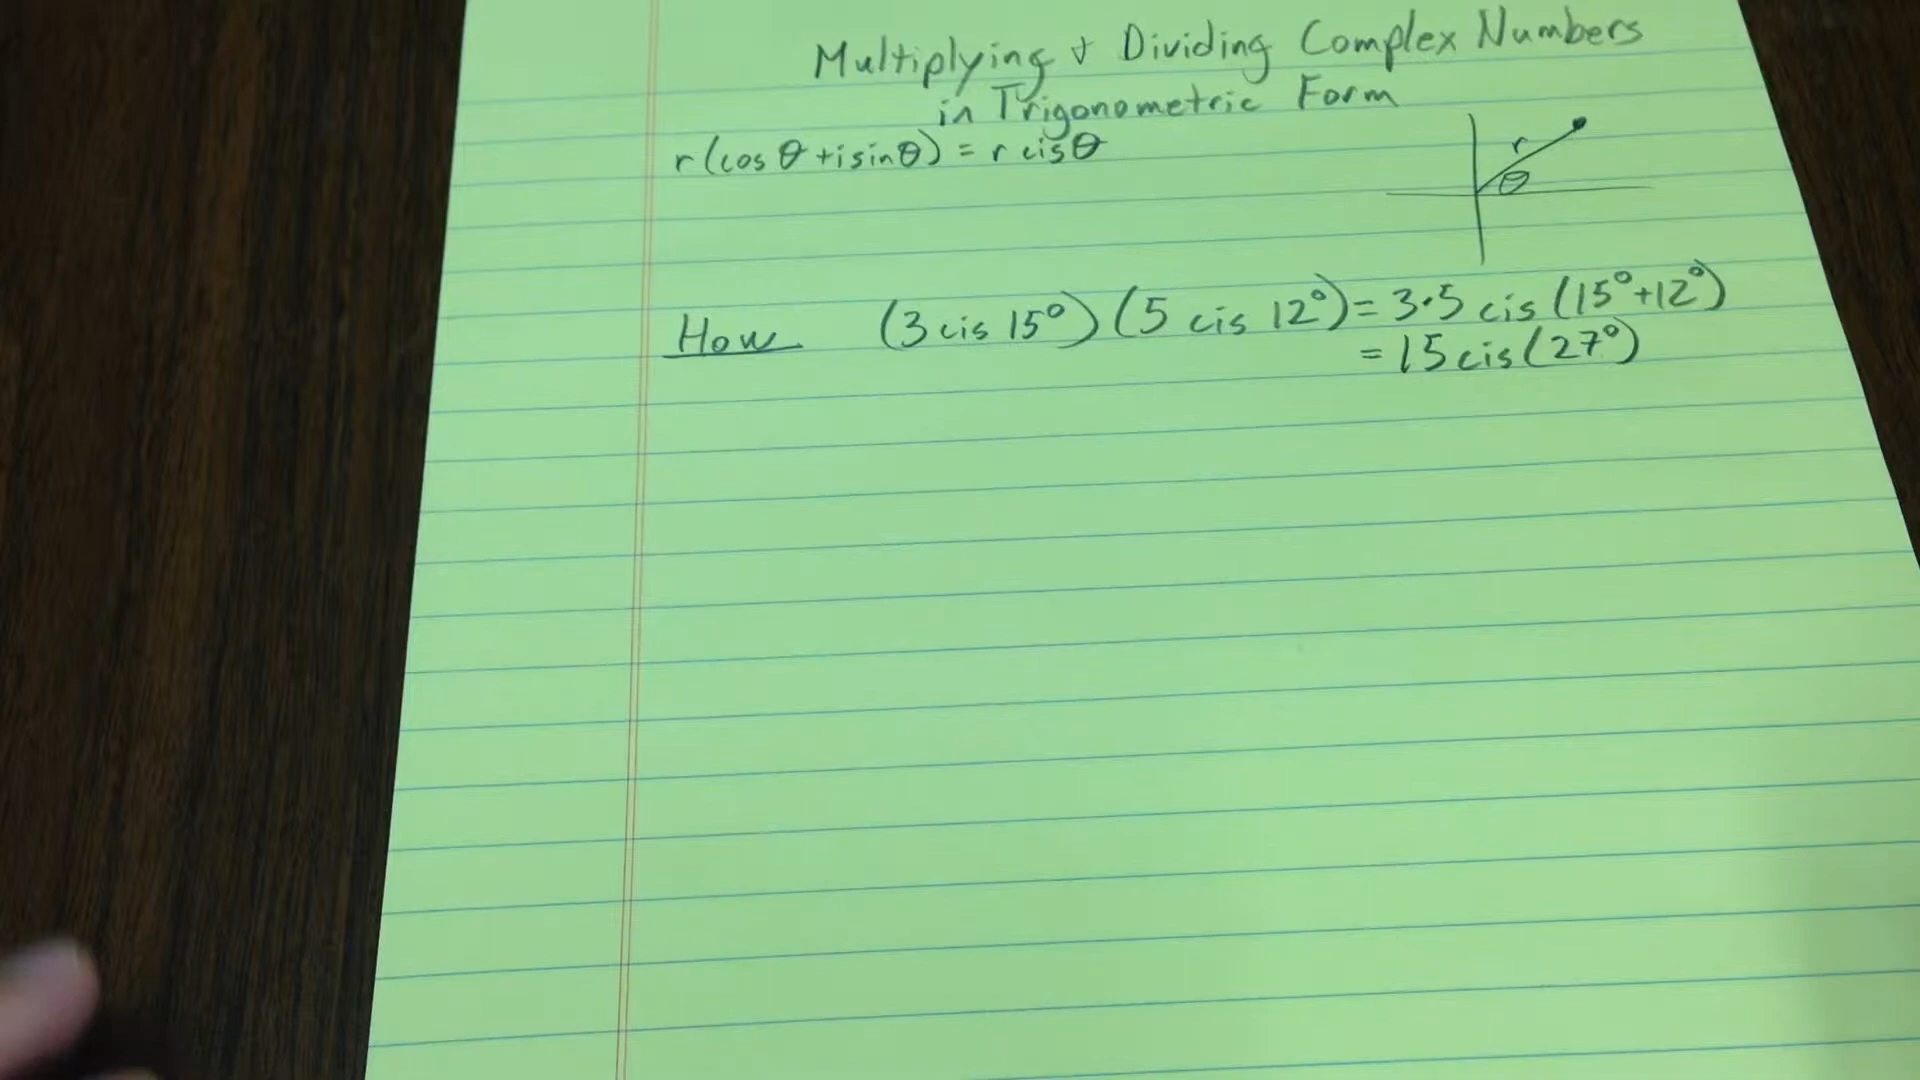 Multiplying & Dividing Complex Numbers
in Trigonometric Form
r(cos θ + i sin θ) = r cis θ
r
θ
How (3 cis 15°) (5 cis 12°) = 3·5 cis (15°+12°)
= 15 cis (27°)